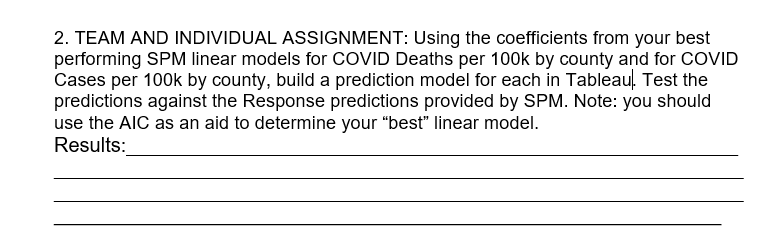 2. TEAM AND INDIVIDUAL ASSIGNMENT: Using the coefficients from your best
performing SPM linear models for COVID Deaths per 100k by county and for COVID
Cases per 100k by county, build a prediction model for each in Tableau. Test the
predictions against the Response predictions provided by SPM. Note: you should
use the AIC as an aid to determine your “best” linear model.
Results: